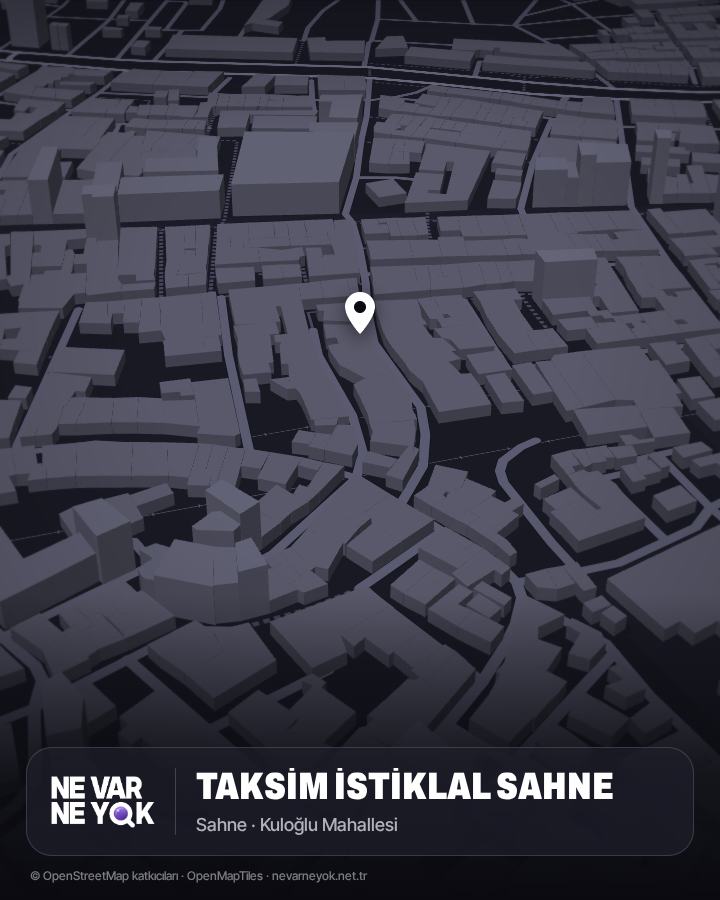 NE VAR
NE YOK
TAKSİM İSTİKLAL SAHNE
Sahne · Kuloğlu Mahallesi
© OpenStreetMap katkıcıları · OpenMapTiles · nevarneyok.net.tr